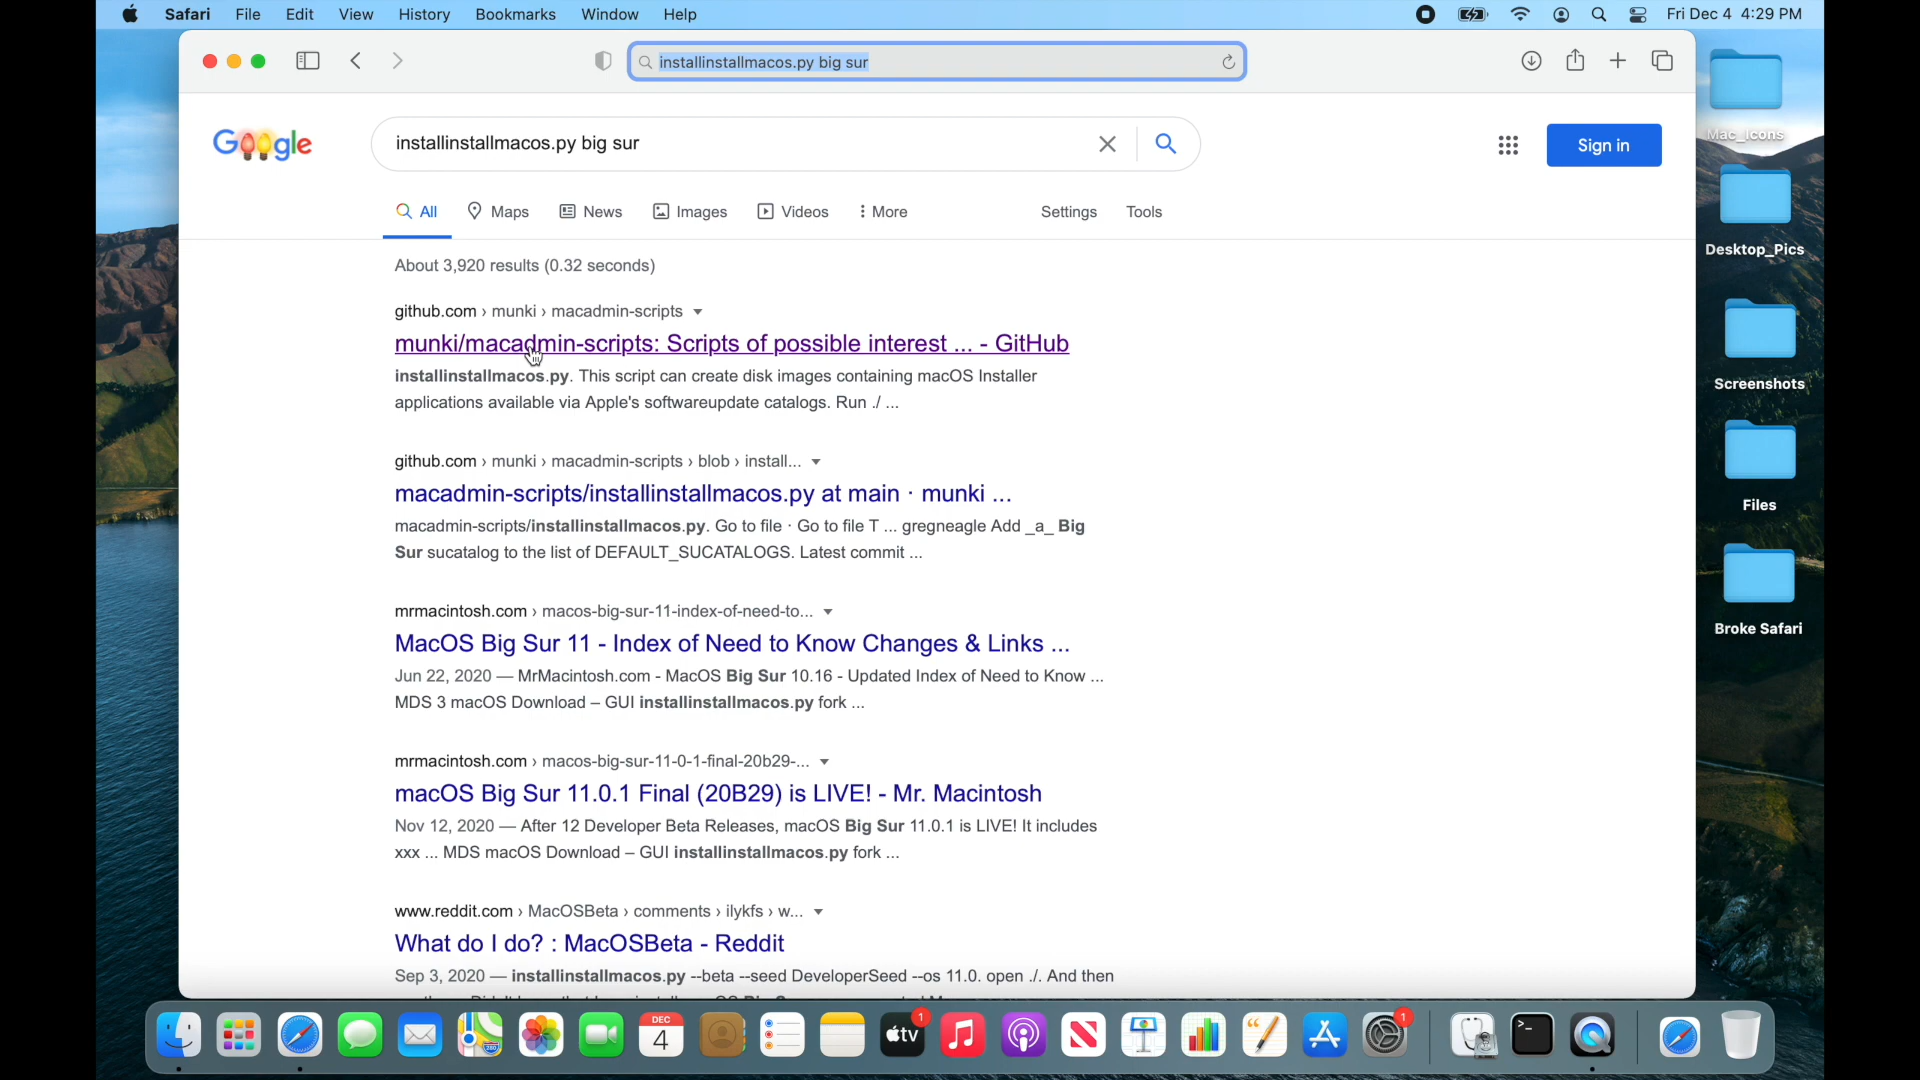 Safari File Edit View History Bookmarks Window Help Fri Dec 4 4:29 PM
installinstallmacos.py big sur
Google installinstallmacos.py big sur Sign in
All Maps News Images Videos More Settings Tools
About 3,920 results (0.32 seconds)
github.com › munki › macadmin-scripts
munki/macadmin-scripts: Scripts of possible interest ... - GitHub
installinstallmacos.py. This script can create disk images containing macOS Installer
applications available via Apple's softwareupdate catalogs. Run ./ ...
github.com › munki › macadmin-scripts › blob › install...
macadmin-scripts/installinstallmacos.py at main · munki ...
macadmin-scripts/installinstallmacos.py. Go to file · Go to file T ... gregneagle Add _a_ Big
Sur sucatalog to the list of DEFAULT_SUCATALOGS. Latest commit ...
mrmacintosh.com › macos-big-sur-11-index-of-need-to...
MacOS Big Sur 11 - Index of Need to Know Changes & Links ...
Jun 22, 2020 — MrMacintosh.com - MacOS Big Sur 10.16 - Updated Index of Need to Know ...
MDS 3 macOS Download – GUI installinstallmacos.py fork ...
mrmacintosh.com › macos-big-sur-11-0-1-final-20b29-...
macOS Big Sur 11.0.1 Final (20B29) is LIVE! - Mr. Macintosh
Nov 12, 2020 — After 12 Developer Beta Releases, macOS Big Sur 11.0.1 is LIVE! It includes
xxx ... MDS macOS Download – GUI installinstallmacos.py fork ...
www.reddit.com › MacOSBeta › comments › ilykfs › w...
What do I do? : MacOSBeta - Reddit
Sep 3, 2020 — installinstallmacos.py --beta --seed DeveloperSeed --os 11.0. open ./. And then
Mac_Icons
Desktop_Pics
Screenshots
Files
Broke Safari
DEC
4
tv
1
1